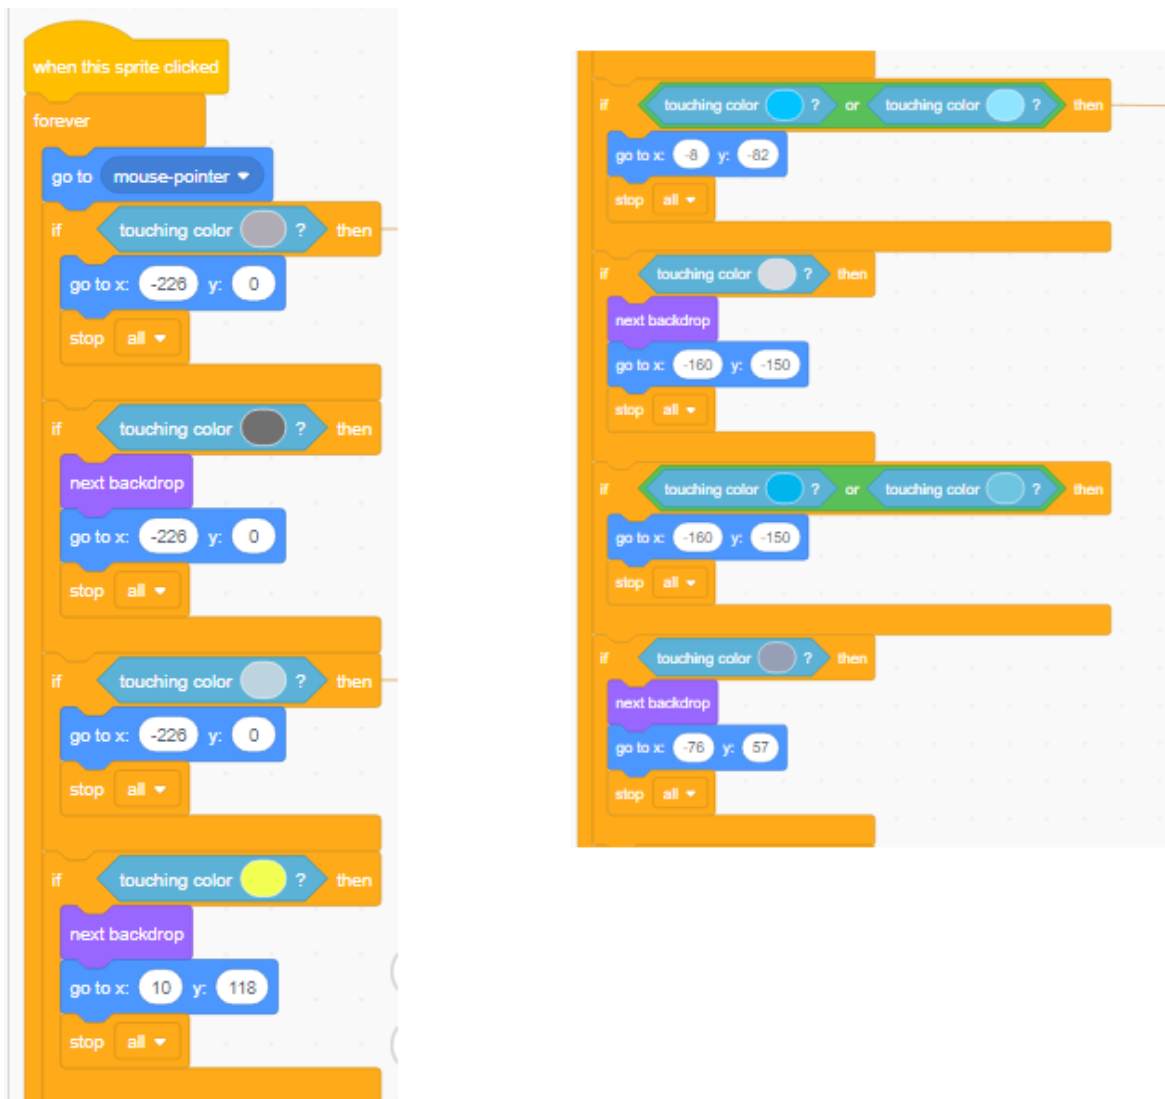 when this sprite clicked
forever
go to mouse-pointer
if touching color ? then
go to x: -226 y: 0
stop all
if touching color ? then
next backdrop
go to x: -226 y: 0
stop all
if touching color ? then
go to x: -226 y: 0
stop all
if touching color ? then
next backdrop
go to x: 10 y: 118
stop all
if touching color ? or touching color ? then
go to x: -8 y: -82
stop all
if touching color ? then
next backdrop
go to x: -160 y: -150
stop all
if touching color ? or touching color ? then
go to x: -160 y: -150
stop all
if touching color ? then
next backdrop
go to x: -76 y: 57
stop all